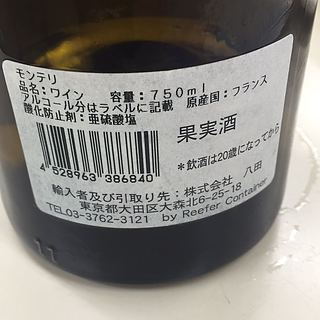 モンテリ
品名：ワイン　容量：750ml
アルコール分はラベルに記載　原産国：フランス
酸化防止剤：亜硫酸塩
果実酒
＊飲酒は20歳になってから
4 528963 386840
輸入者及び引取り先：株式会社　八田
東京都大田区大森北6-25-18
TEL03-3762-3121　by Reefer Container